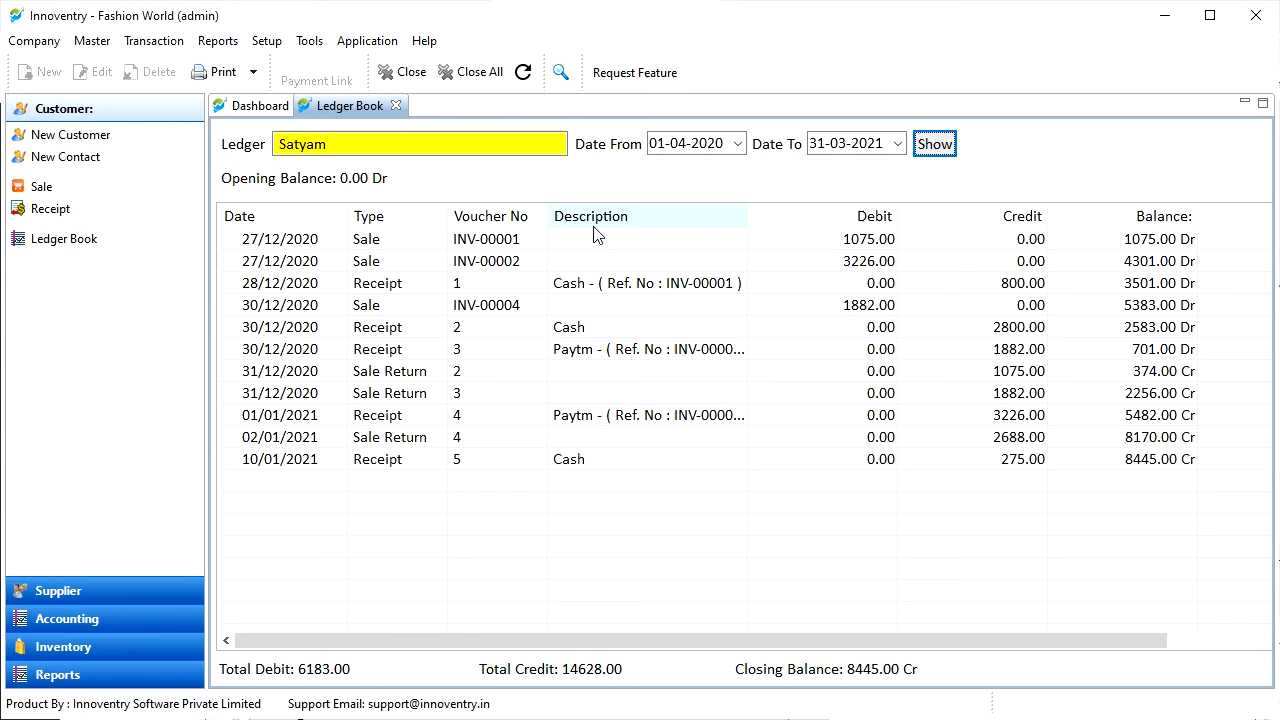 Innoventry - Fashion World (admin)
Company Master Transaction Reports Setup Tools Application Help
New Edit Delete Print Payment Link Close Close All Request Feature
Customer:
New Customer
New Contact
Sale
Receipt
Ledger Book
Supplier
Accounting
Inventory
Reports
Dashboard Ledger Book
Ledger Satyam Date From 01-04-2020 Date To 31-03-2021 Show
Opening Balance: 0.00 Dr
Date Type Voucher No Description Debit Credit Balance:
27/12/2020 Sale INV-00001 1075.00 0.00 1075.00 Dr
27/12/2020 Sale INV-00002 3226.00 0.00 4301.00 Dr
28/12/2020 Receipt 1 Cash - ( Ref. No : INV-00001 ) 0.00 800.00 3501.00 Dr
30/12/2020 Sale INV-00004 1882.00 0.00 5383.00 Dr
30/12/2020 Receipt 2 Cash 0.00 2800.00 2583.00 Dr
30/12/2020 Receipt 3 Paytm - ( Ref. No : INV-0000... 0.00 1882.00 701.00 Dr
31/12/2020 Sale Return 2 0.00 1075.00 374.00 Cr
31/12/2020 Sale Return 3 0.00 1882.00 2256.00 Cr
01/01/2021 Receipt 4 Paytm - ( Ref. No : INV-0000... 0.00 3226.00 5482.00 Cr
02/01/2021 Sale Return 4 0.00 2688.00 8170.00 Cr
10/01/2021 Receipt 5 Cash 0.00 275.00 8445.00 Cr
Total Debit: 6183.00 Total Credit: 14628.00 Closing Balance: 8445.00 Cr
Product By : Innoventry Software Private Limited Support Email: support@innoventry.in